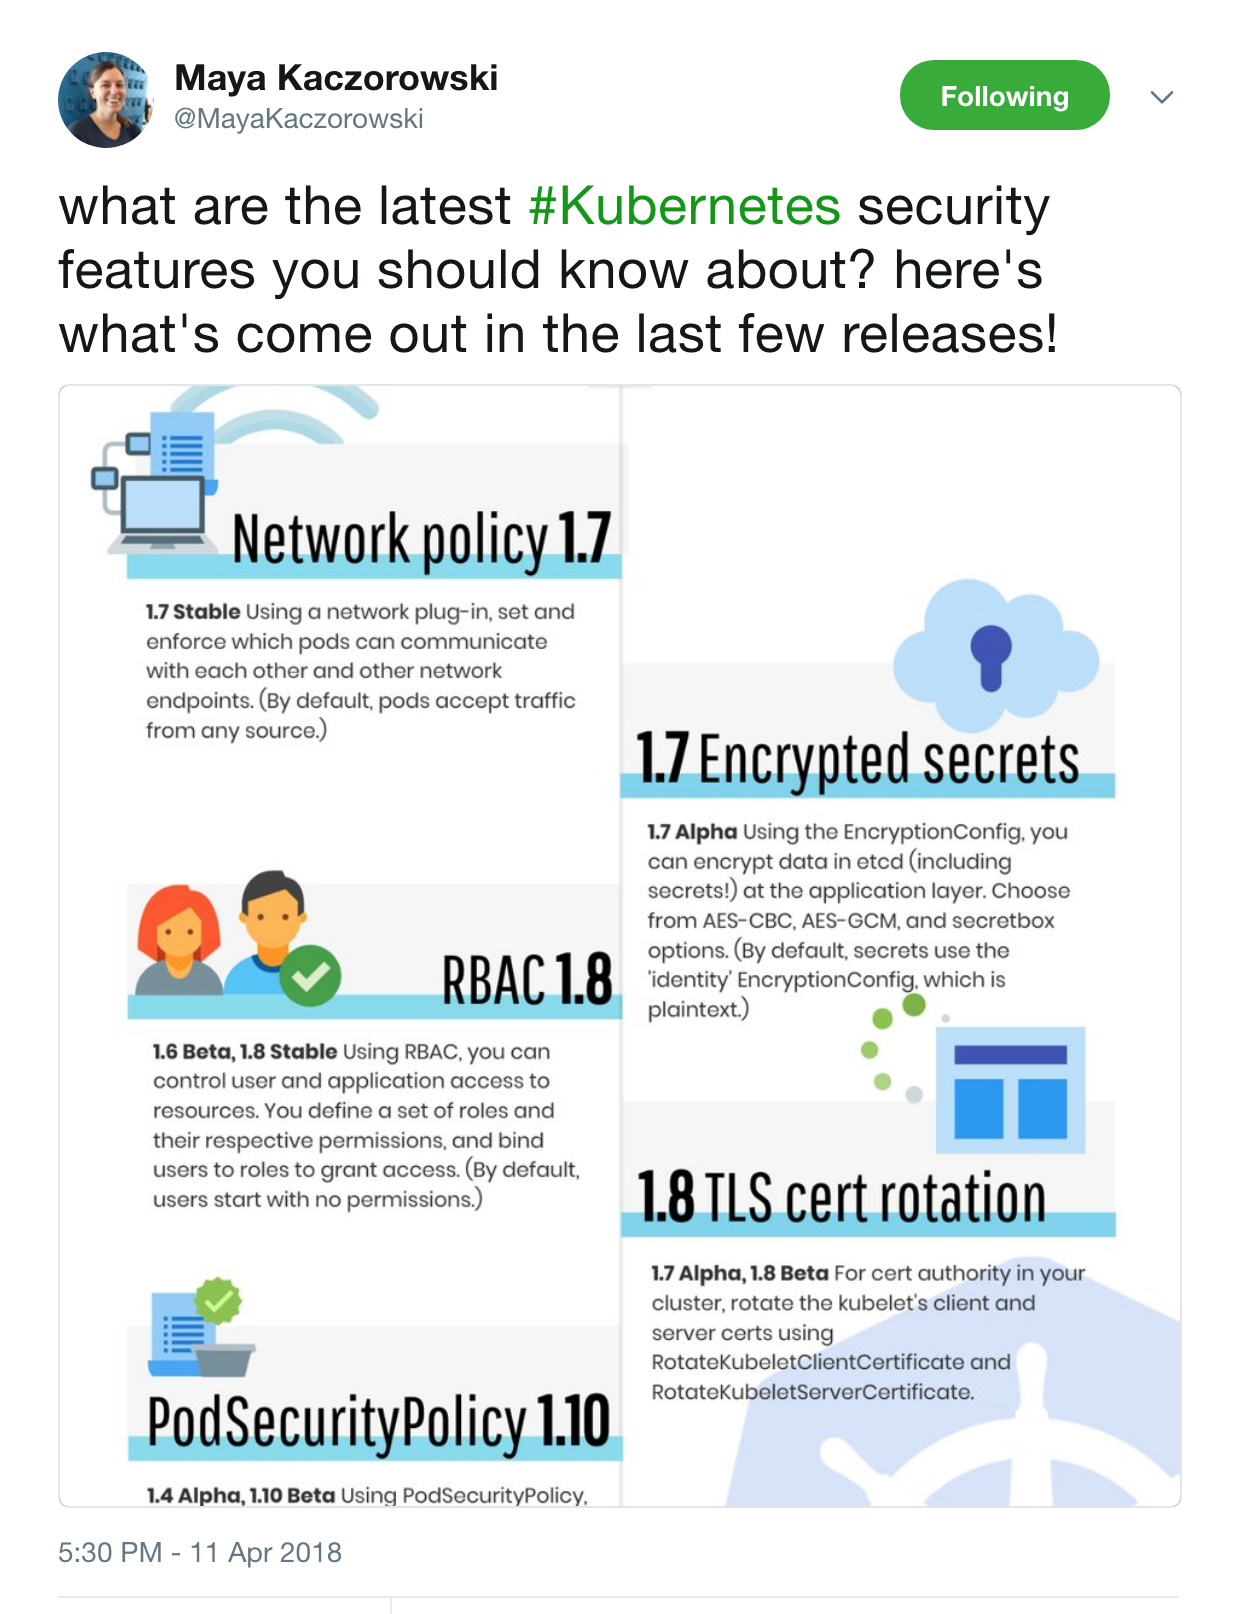 Maya Kaczorowski
@MayaKaczorowski
Following
what are the latest #Kubernetes security
features you should know about? here's
what's come out in the last few releases!
Network policy 1.7
1.7 Stable Using a network plug-in, set and
enforce which pods can communicate
with each other and other network
endpoints. (By default, pods accept traffic
from any source.)
1.7 Encrypted secrets
1.7 Alpha Using the EncryptionConfig, you
can encrypt data in etcd (including
secrets!) at the application layer. Choose
from AES-CBC, AES-GCM, and secretbox
options. (By default, secrets use the
'identity' EncryptionConfig, which is
plaintext.)
RBAC 1.8
1.6 Beta, 1.8 Stable Using RBAC, you can
control user and application access to
resources. You define a set of roles and
their respective permissions, and bind
users to roles to grant access. (By default,
users start with no permissions.)
1.8 TLS cert rotation
1.7 Alpha, 1.8 Beta For cert authority in your
cluster, rotate the kubelet's client and
server certs using
RotateKubeletClientCertificate and
RotateKubeletServerCertificate.
PodSecurityPolicy 1.10
1.4 Alpha, 1.10 Beta Using PodSecurityPolicy,
5:30 PM - 11 Apr 2018